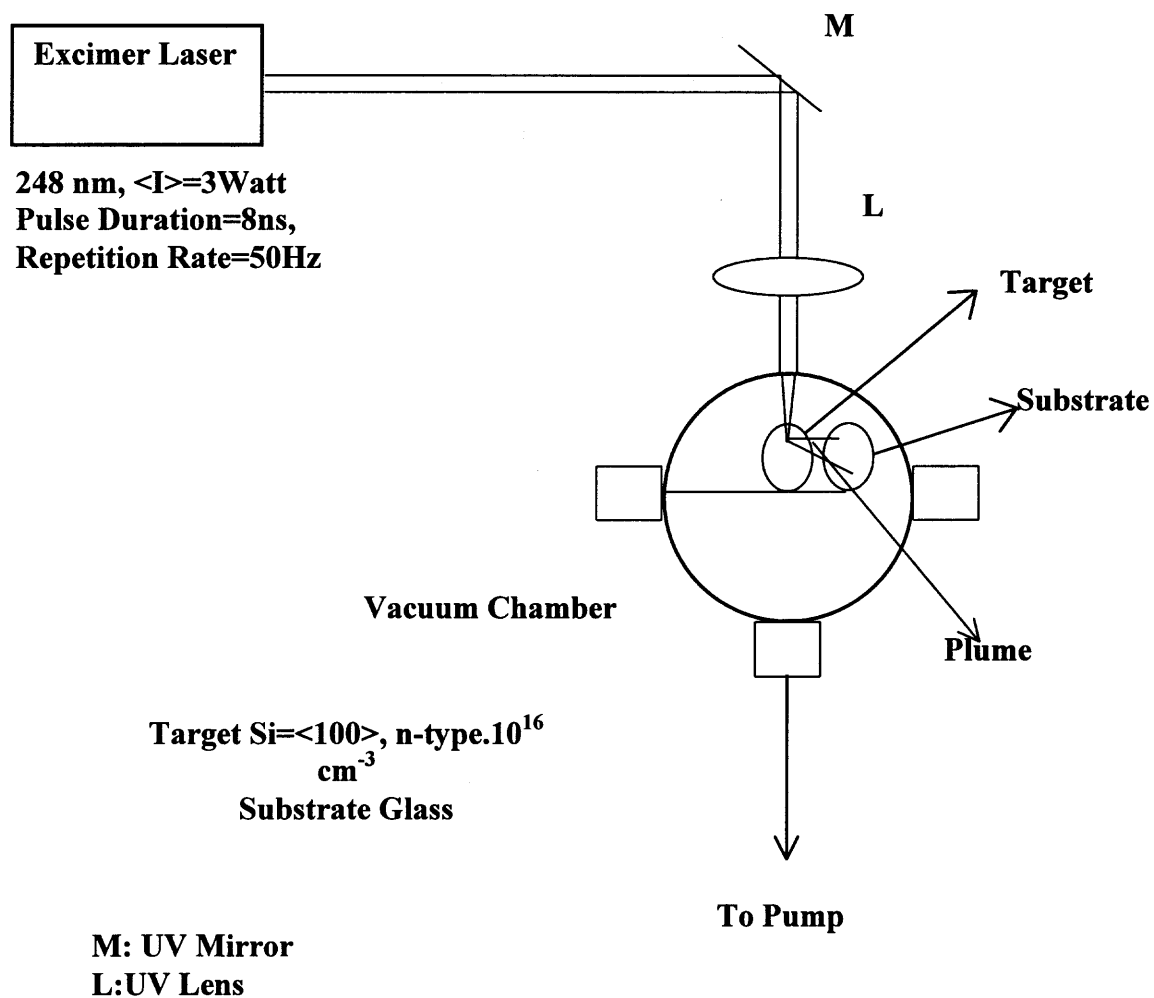 M
Excimer Laser
248 nm, <I>=3Watt
Pulse Duration=8ns,
Repetition Rate=50Hz
L
Target
Substrate
Vacuum Chamber
Plume
Target Si=<100>, n-type.10¹⁶
cm⁻³
Substrate Glass
To Pump
M: UV Mirror
L:UV Lens